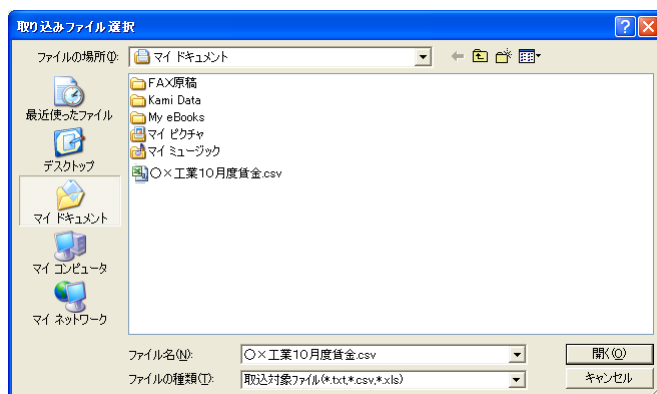 取り込みファイル選択
ファイルの場所(I):
マイ ドキュメント
最近使ったファイル
デスクトップ
マイ ドキュメント
マイ コンピュータ
マイ ネットワーク
FAX原稿
Kami Data
My eBooks
マイ ピクチャ
マイ ミュージック
〇×工業10月度賃金.csv
ファイル名(N):
〇×工業10月度賃金.csv
開く(O)
ファイルの種類(T):
取込対象ファイル(*.txt,*.csv,*.xls)
キャンセル